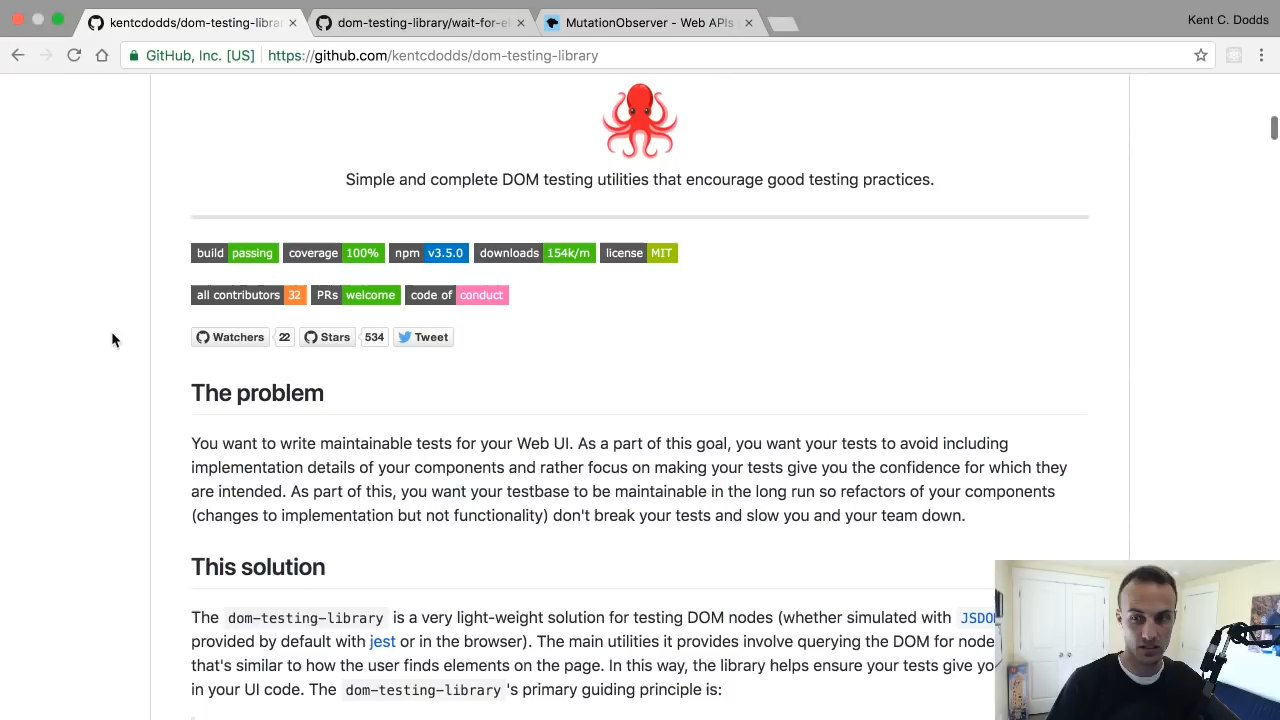 kentcdodds/dom-testing-librar
dom-testing-library/wait-for-el
MutationObserver - Web APIs
Kent C. Dodds
GitHub, Inc. [US]
https://github.com/kentcdodds/dom-testing-library
Simple and complete DOM testing utilities that encourage good testing practices.
build passing coverage 100% npm v3.5.0 downloads 154k/m license MIT
all contributors 32 PRs welcome code of conduct
Watchers 22 Stars 534 Tweet
The problem
You want to write maintainable tests for your Web UI. As a part of this goal, you want your tests to avoid including
implementation details of your components and rather focus on making your tests give you the confidence for which they
are intended. As part of this, you want your testbase to be maintainable in the long run so refactors of your components
(changes to implementation but not functionality) don't break your tests and slow you and your team down.
This solution
The dom-testing-library is a very light-weight solution for testing DOM nodes (whether simulated with JSDO
provided by default with jest or in the browser). The main utilities it provides involve querying the DOM for node
that's similar to how the user finds elements on the page. In this way, the library helps ensure your tests give yo
in your UI code. The dom-testing-library's primary guiding principle is: